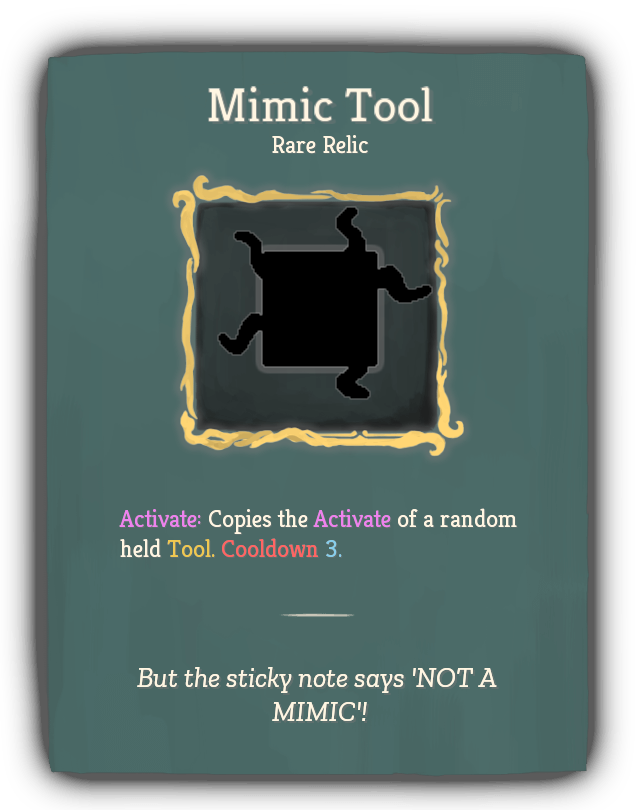 Mimic Tool
Rare Relic
Activate: Copies the Activate of a random
held Tool. Cooldown 3.
But the sticky note says 'NOT A
MIMIC'!